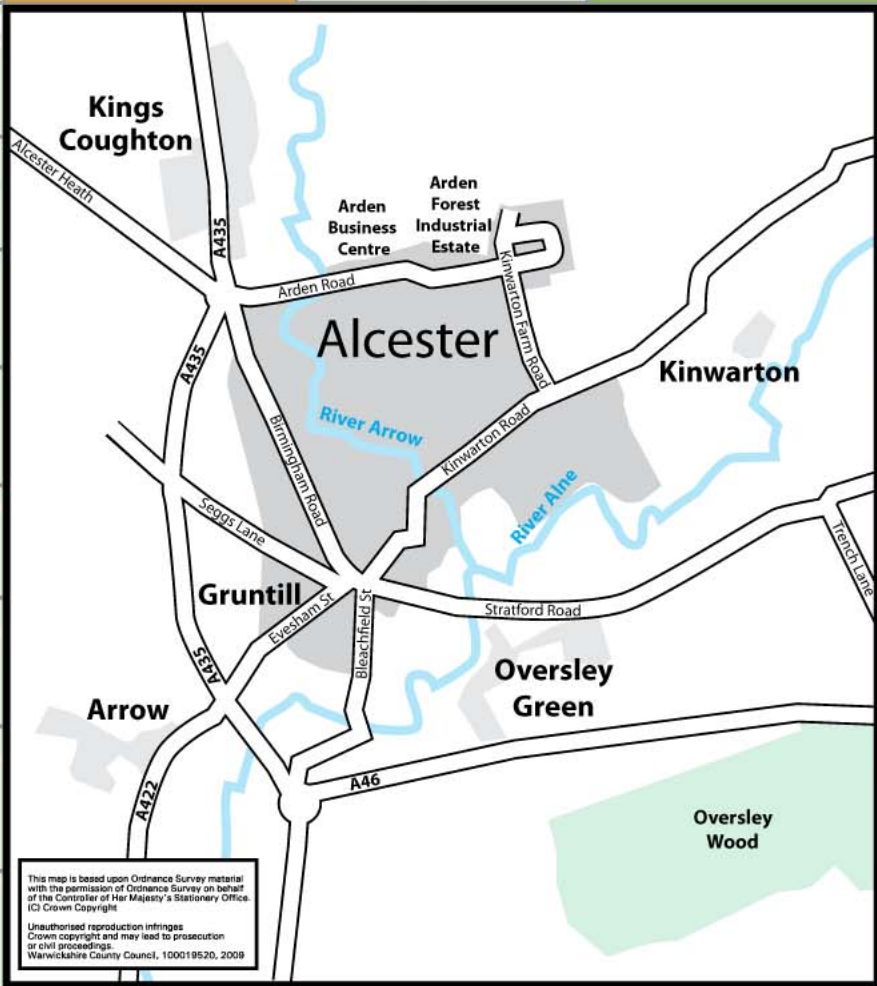 Kings
Coughton
Alcester Heath
A435
Arden
Business
Centre
Arden
Forest
Industrial
Estate
Arden Road
Kinwarton Farm Road
Alcester
A435
Kinwarton
River Arrow
Birmingham Road
Kinwarton Road
River Alne
Seggs Lane
Trench Lane
Gruntill
Evesham St
Bleachfield St
Stratford Road
A435
Oversley
Green
Arrow
A46
A422
Oversley
Wood
This map is based upon Ordnance Survey material
with the permission of Ordnance Survey on behalf
of the Controller of Her Majesty's Stationery Office.
(C) Crown Copyright
Unauthorised reproduction infringes
Crown copyright and may lead to prosecution
or civil proceedings.
Warwickshire County Council, 100019520, 2009